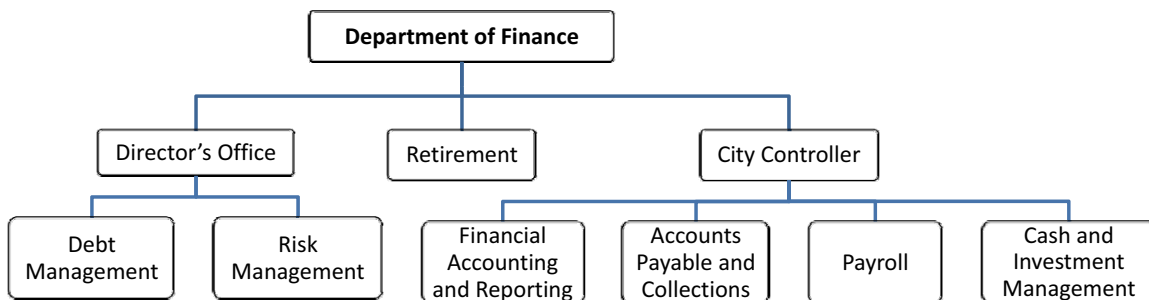 Department of Finance
Director’s Office
Retirement
City Controller
Debt
Management
Risk
Management
Financial
Accounting
and Reporting
Accounts
Payable and
Collections
Payroll
Cash and
Investment
Management